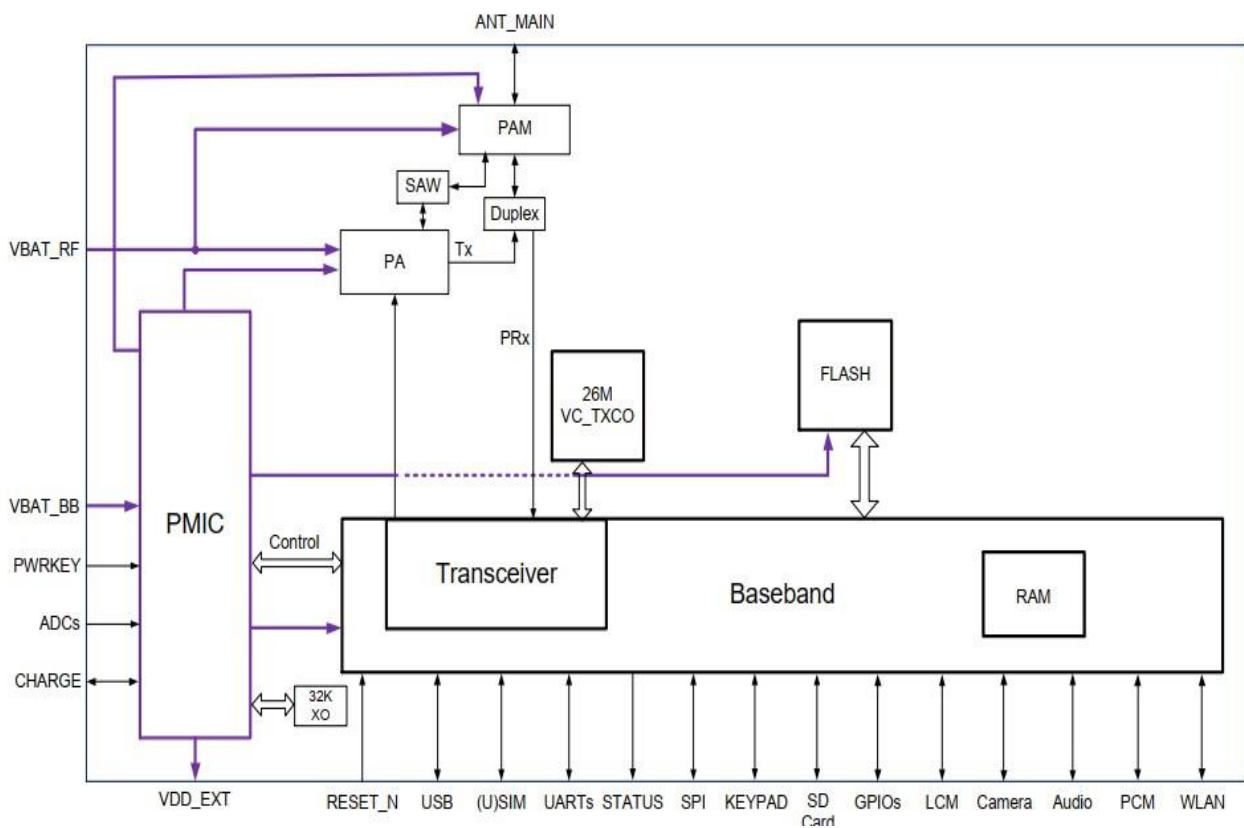 ANT_MAIN
PAM
SAW
Duplex
VBAT_RF
PA
Tx
PRx
26M
VC_TXCO
FLASH
VBAT_BB
PMIC
PWRKEY
Control
Transceiver
Baseband
RAM
ADCs
CHARGE
32K
XO
VDD_EXT
RESET_N
USB
(U)SIM
UARTs
STATUS
SPI
KEYPAD
SD
Card
GPIOs
LCM
Camera
Audio
PCM
WLAN